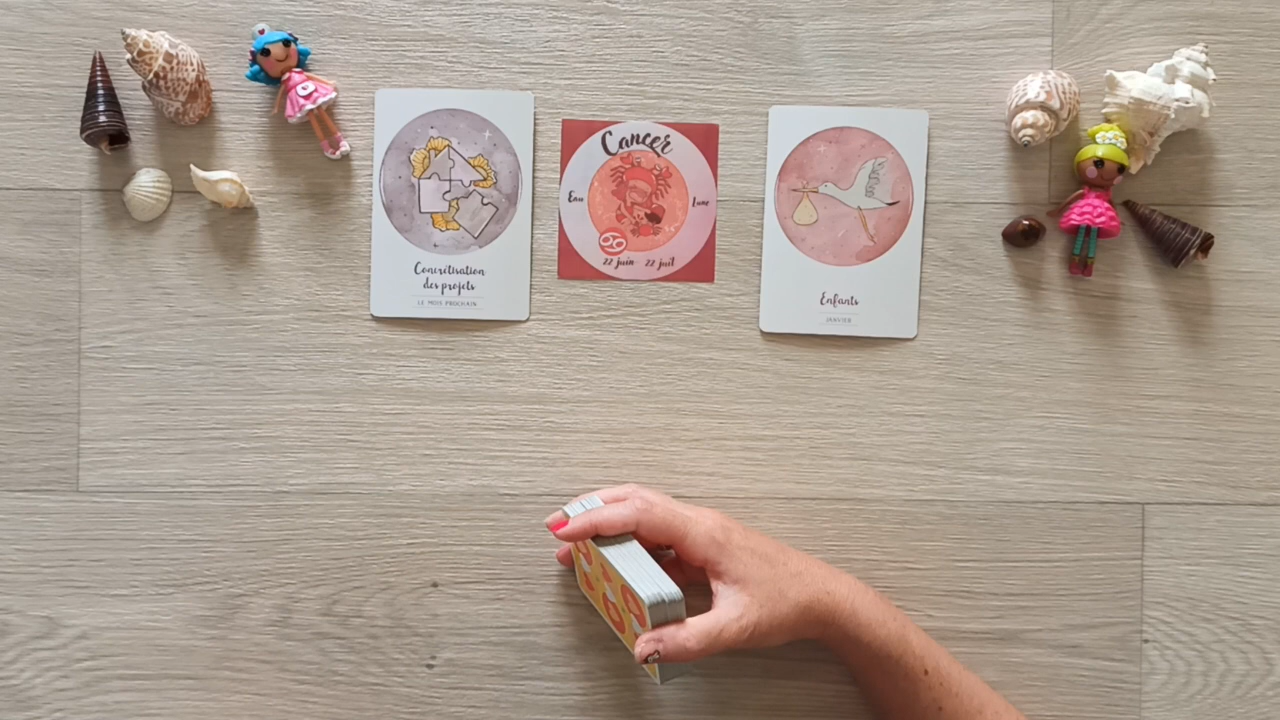 Concrétisation
des projets
LE MOIS PROCHAIN
Cancer
Eau
Lune
22 juin 22 juil
Enfants
JANVIER